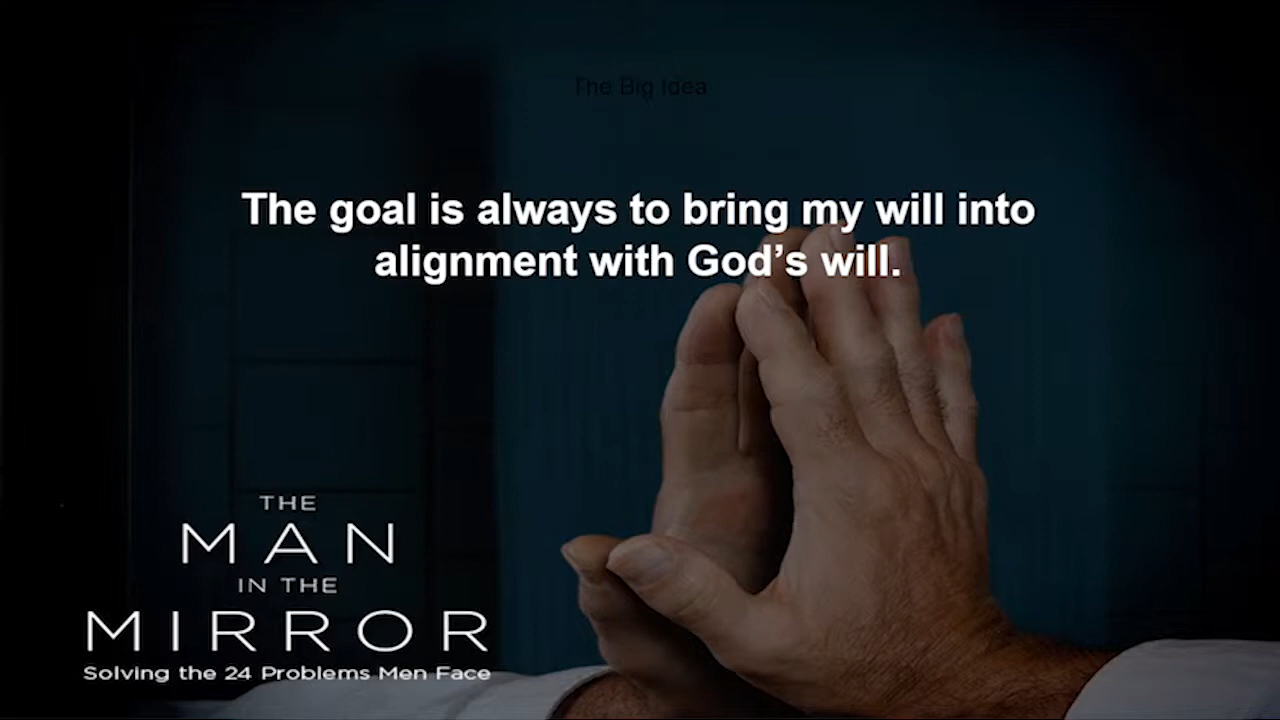 The Big Idea
The goal is always to bring my will into
alignment with God’s will.
THE
MAN
IN THE
MIRROR
Solving the 24 Problems Men Face